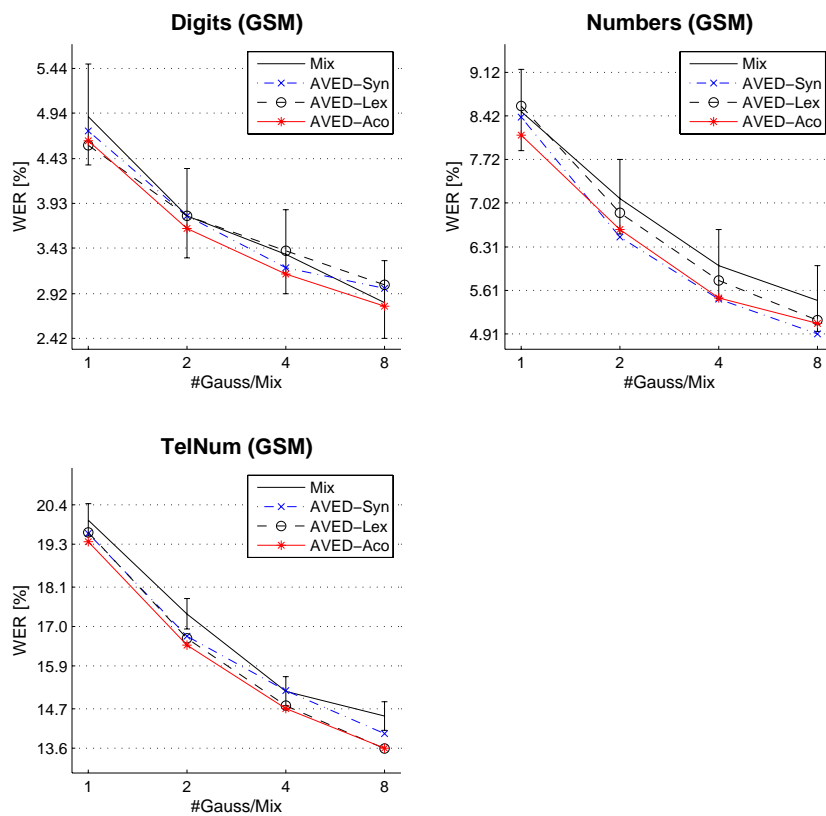 Digits (GSM)
Mix
AVED-Syn
AVED-Lex
AVED-Aco
WER [%]
5.44
4.94
4.43
3.93
3.43
2.92
2.42
1 2 4 8
#Gauss/Mix
Numbers (GSM)
Mix
AVED-Syn
AVED-Lex
AVED-Aco
WER [%]
9.12
8.42
7.72
7.02
6.31
5.61
4.91
1 2 4 8
#Gauss/Mix
TelNum (GSM)
Mix
AVED-Syn
AVED-Lex
AVED-Aco
WER [%]
20.4
19.3
18.1
17.0
15.9
14.7
13.6
1 2 4 8
#Gauss/Mix